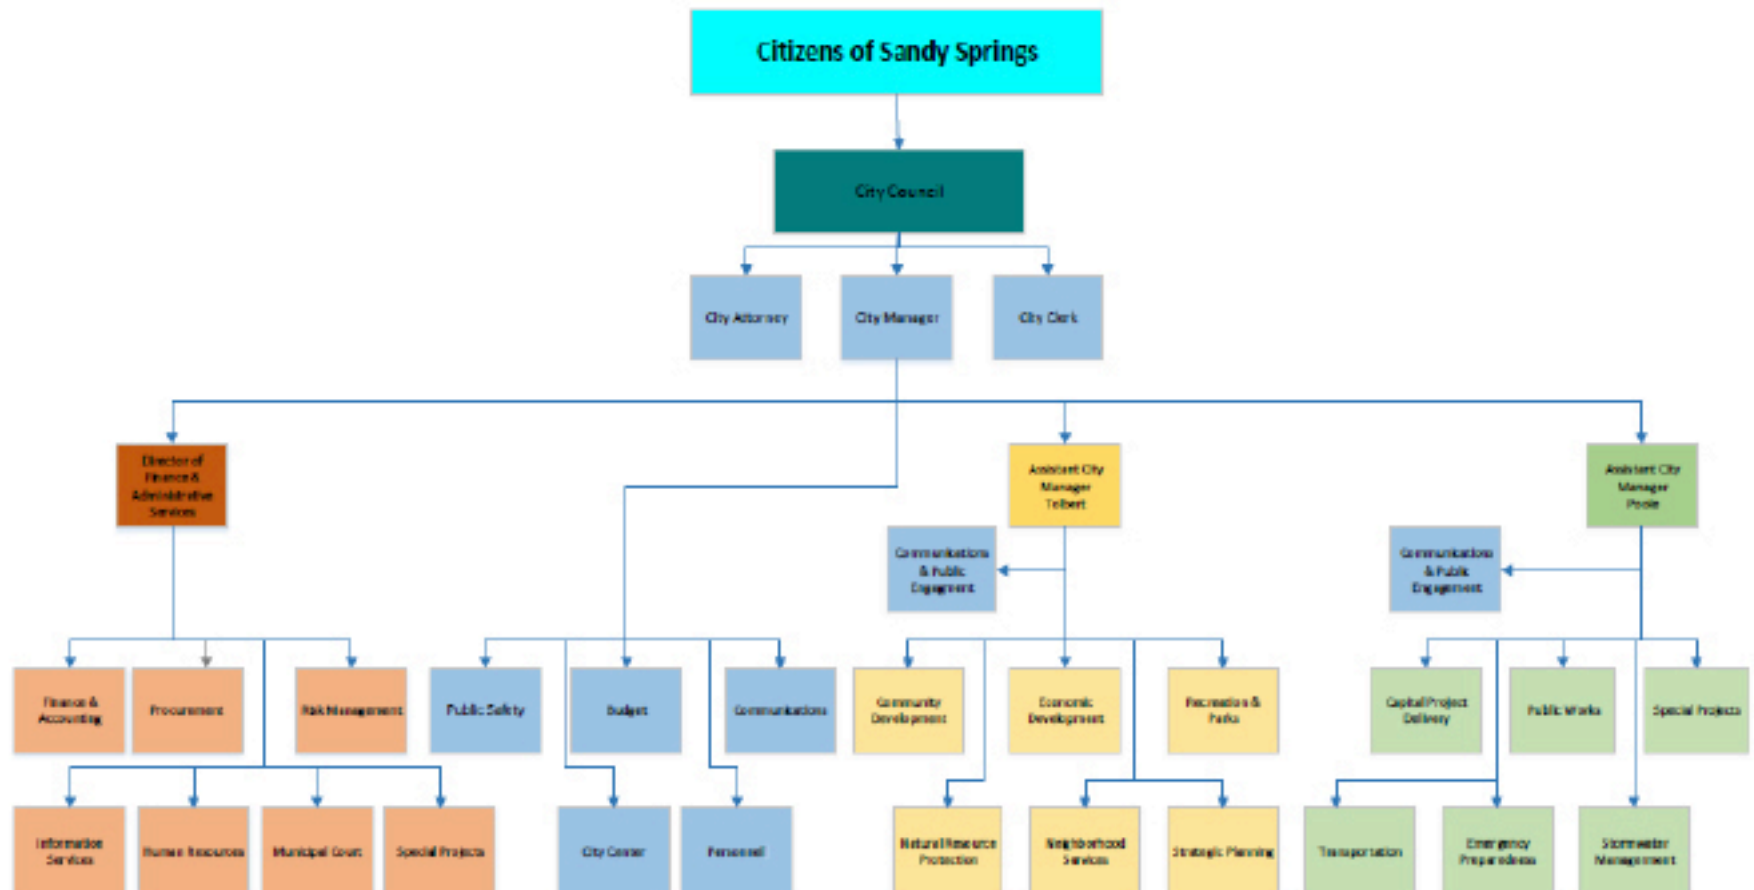 Citizens of Sandy Springs
City Council
City Attorney
City Manager
City Clerk
Director of
Finance &
Administrative
Services
Assistant City
Manager
Tolbert
Assistant City
Manager
Poole
Communications
& Public
Engagment
Communications
& Public
Engagement
Finance &
Accounting
Procurement
Risk Management
Public Safety
Budget
Communications
Community
Development
Economic
Development
Recreation &
Parks
Capital Project
Delivery
Public Works
Special Projects
Information
Services
Human Resources
Municipal Court
Special Projects
City Center
Personnel
Natural Resource
Protection
Neighborhood
Services
Strategic Planning
Transportation
Emergency
Preparedness
Stormwater
Management